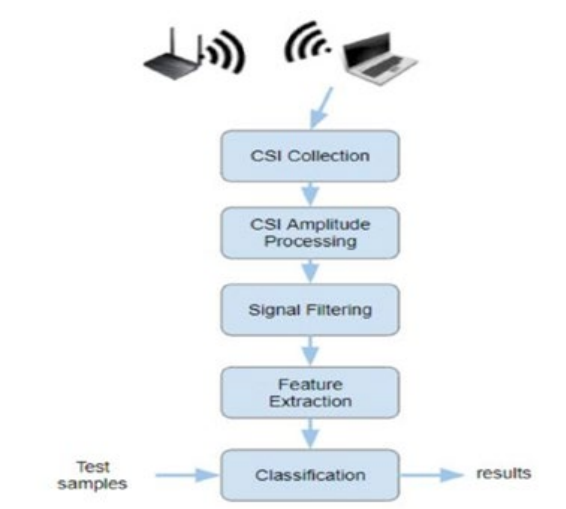 CSI Collection
CSI Amplitude
Processing
Signal Filtering
Feature
Extraction
Test
samples
Classification
results